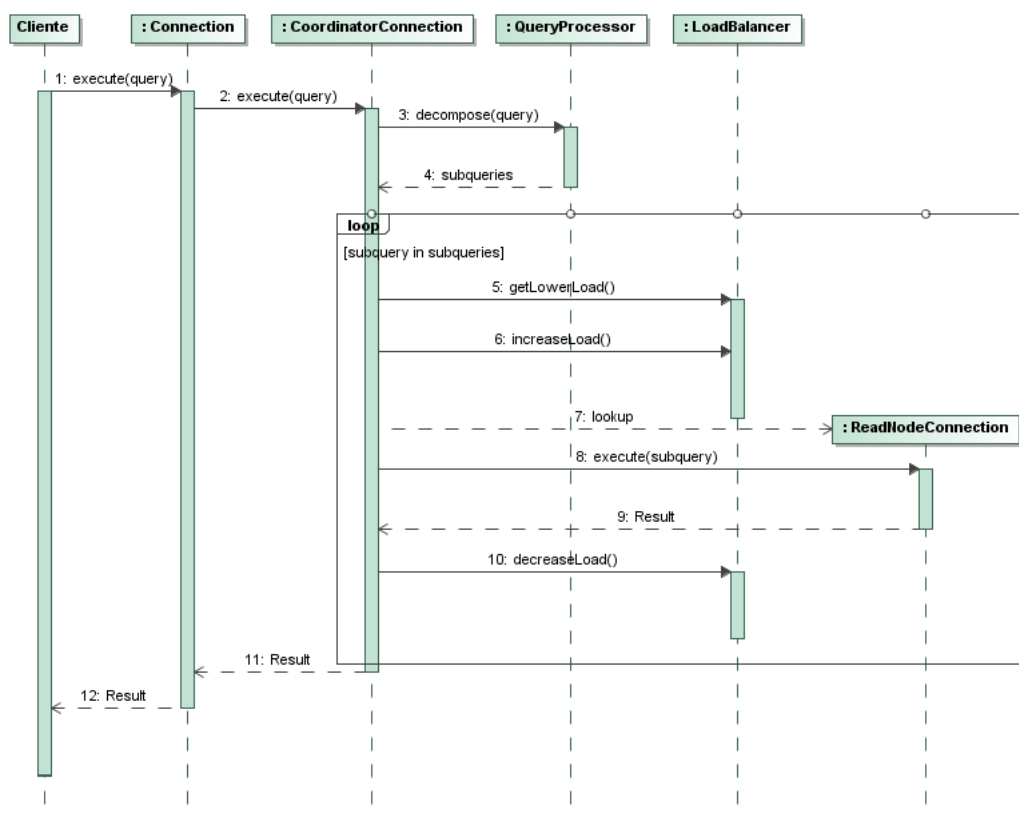 Cliente
: Connection
: CoordinatorConnection
: QueryProcessor
: LoadBalancer
1: execute(query)
2: execute(query)
3: decompose(query)
4: subqueries
loop
[subquery in subqueries]
5: getLowerLoad()
6: increaseLoad()
7: lookup
: ReadNodeConnection
8: execute(subquery)
9: Result
10: decreaseLoad()
11: Result
12: Result